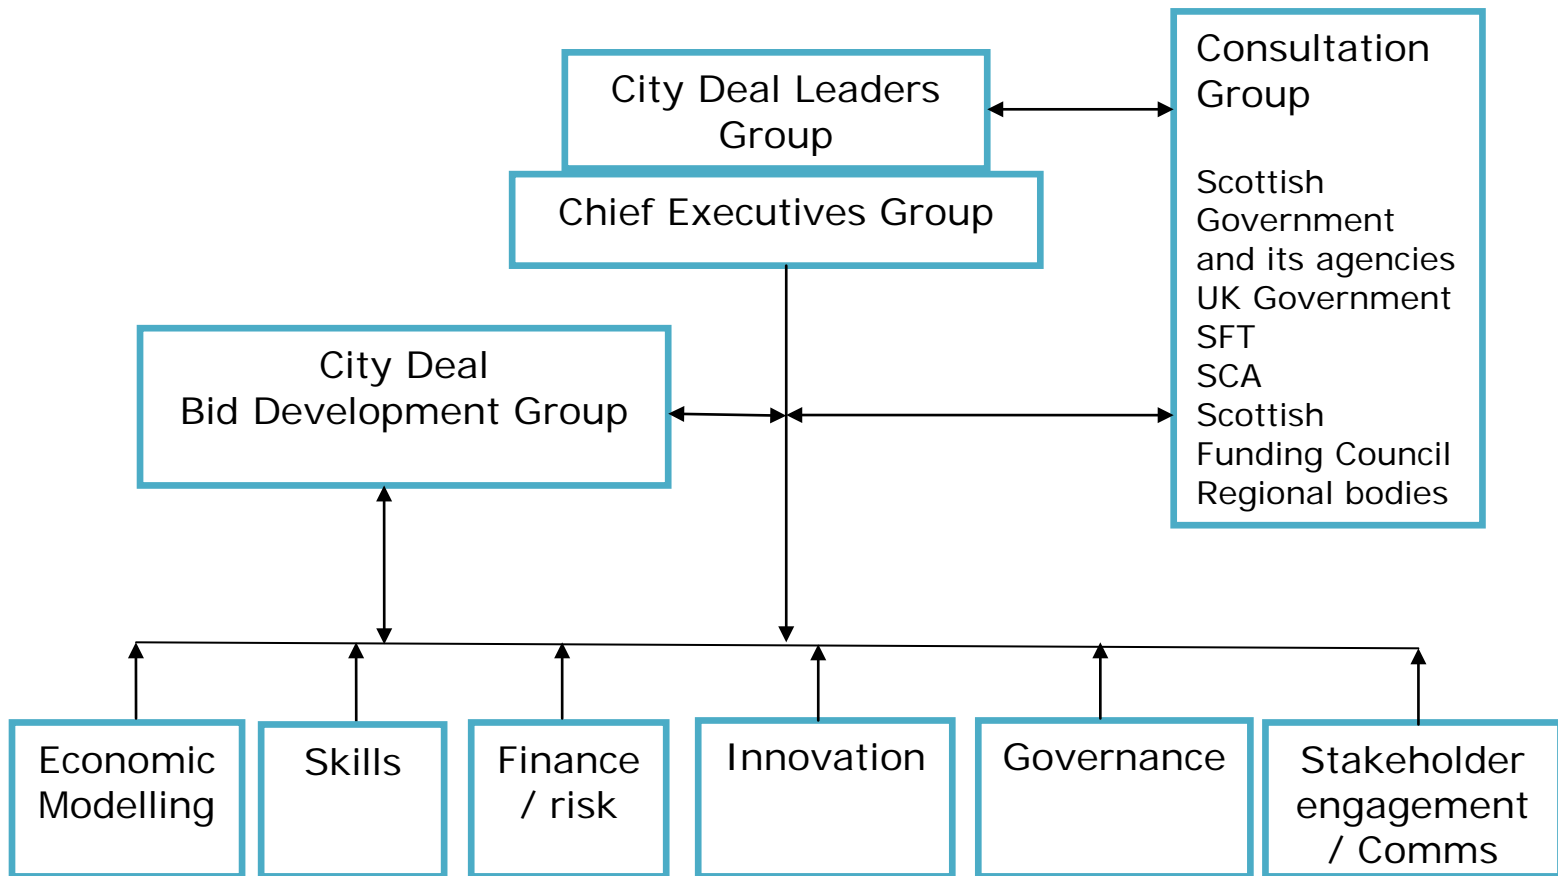 City Deal Leaders
Group
Chief Executives Group
Consultation
Group
Scottish
Government
and its agencies
UK Government
SFT
SCA
Scottish
Funding Council
Regional bodies
City Deal
Bid Development Group
Economic
Modelling
Skills
Finance
/ risk
Innovation
Governance
Stakeholder
engagement
/ Comms